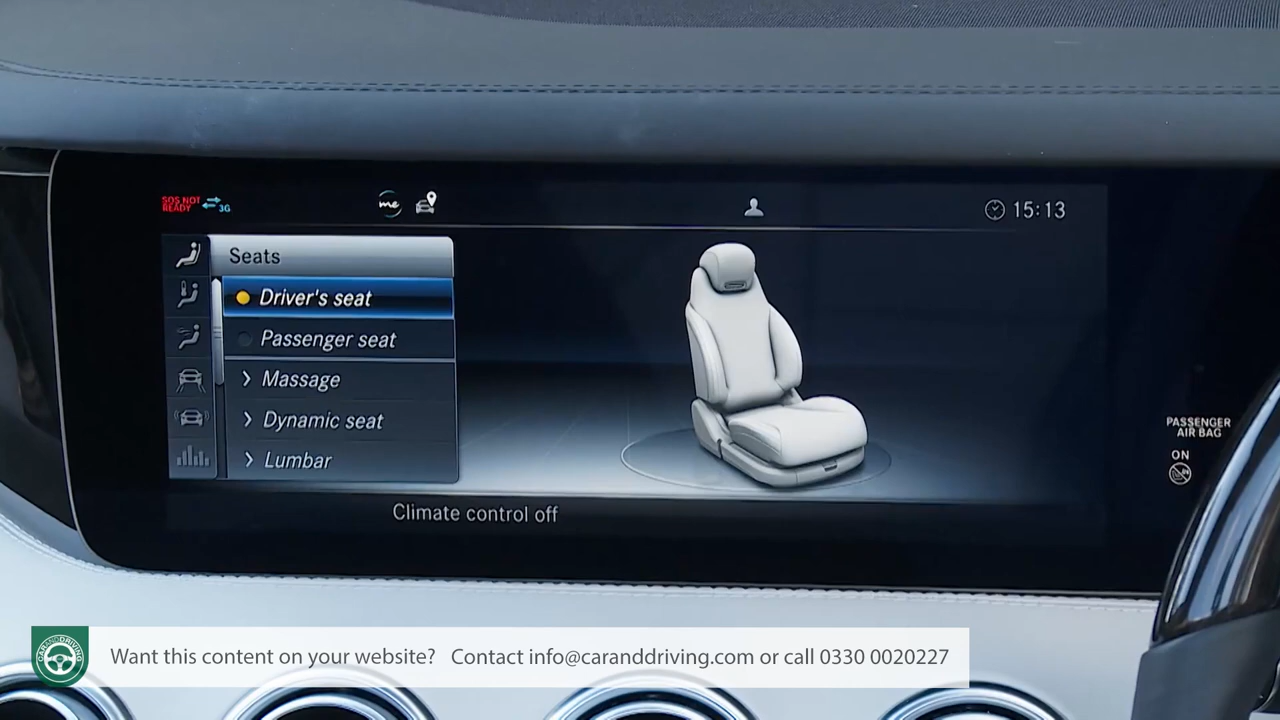 SOS NOT
READY
3G
me
15:13
Seats
Driver's seat
Passenger seat
Massage
Dynamic seat
Lumbar
Climate control off
PASSENGER
AIR BAG
ON
CARANDDRIVING
Want this content on your website? Contact info@caranddriving.com or call 0330 0020227